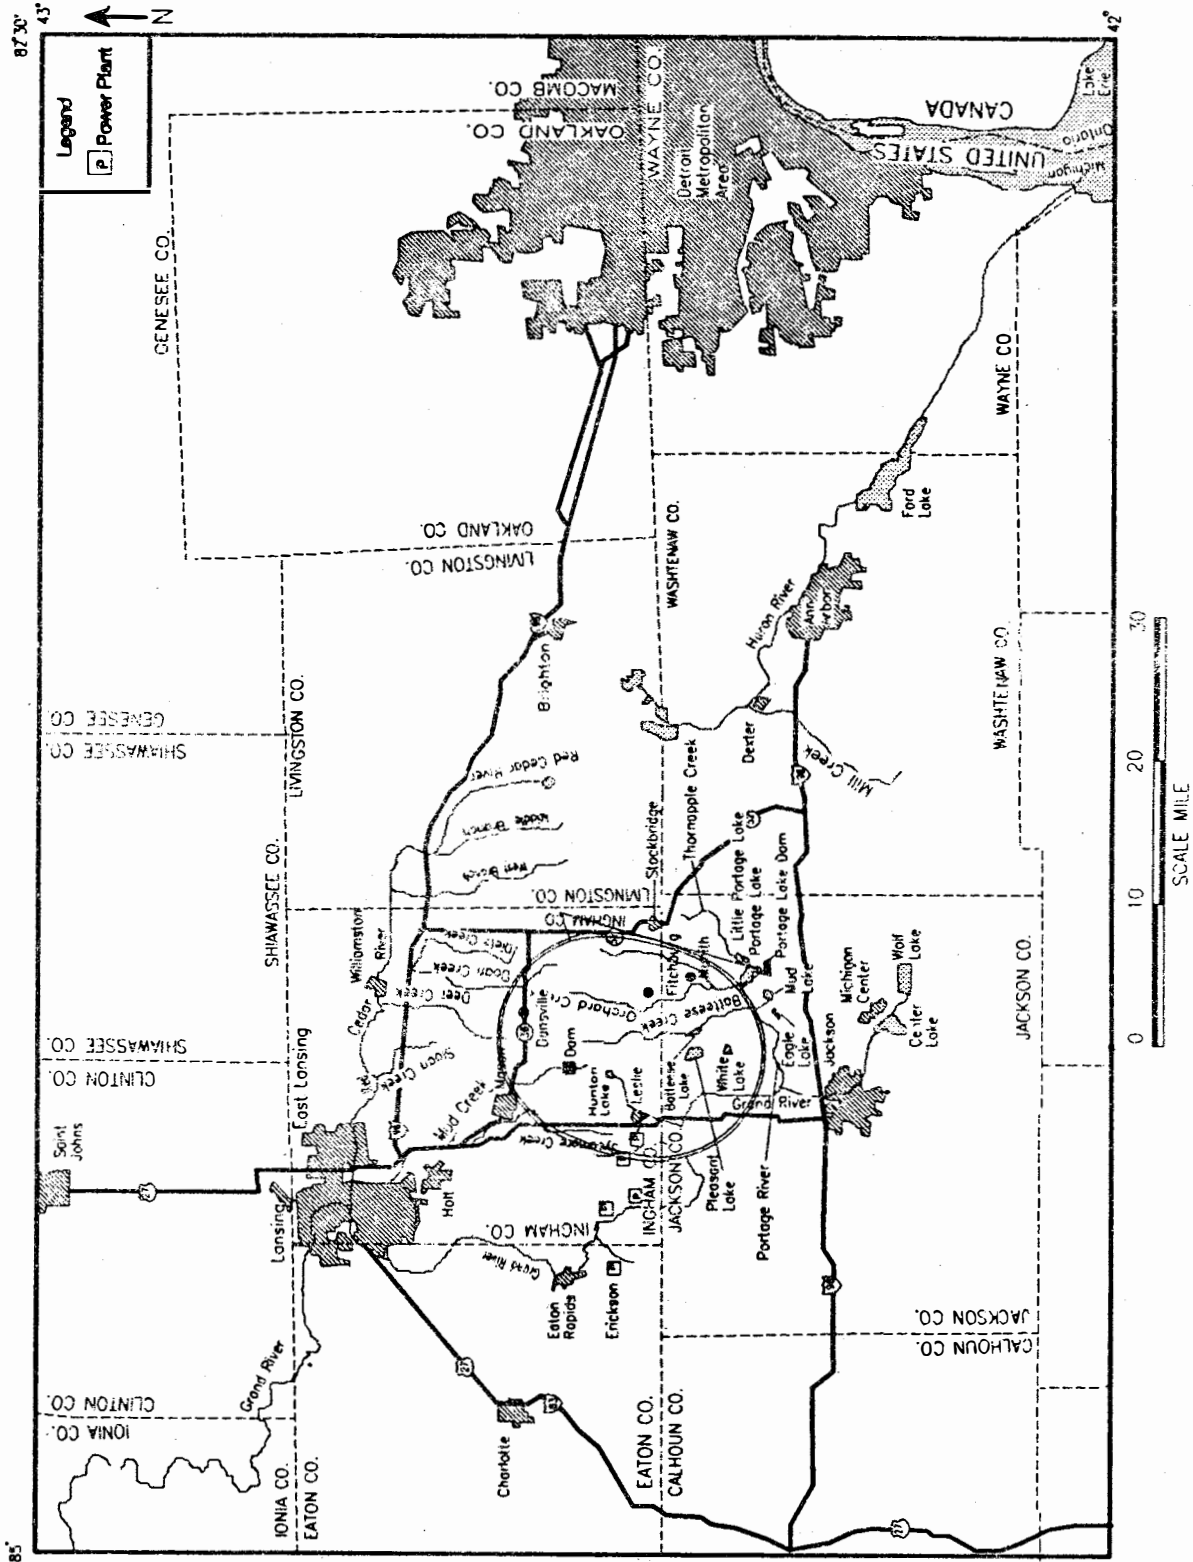 82°30'
43°
N
Legend
P Power Plant
42°
85°
GENESEE CO.
MACOMB CO.
OAKLAND CO.
WAYNE CO.
Detroit
Metropolitan
Area
CANADA
UNITED STATES
Ontario
Michigan
Lake
Erie
WAYNE CO.
OAKLAND CO.
LIVINGSTON CO.
WASHTENAW CO.
Ford
Lake
Huron River
Ann
Arbor
GENESEE CO.
SHIAWASSEE CO.
LIVINGSTON CO.
Brighton
Red Cedar River
Middle Branch
West Branch
Dexter
Mill Creek
WASHTENAW CO.
Stockbridge
Thornapple Creek
Little Portage Lake
Portage Lake
Portage Lake Dam
SHIAWASSEE CO.
LIVINGSTON CO.
INGHAM CO.
Williamston
Cedar
River
Dietz Creek
Doan Creek
Deer Creek
Sloan Creek
Mud Creek
Mason
Dansville
Orchard Creek
Dam
Hunton
Lake
Leslie
Fitchburg
Batteese Creek
Batteese
Lake
White
Lake
Mud
Lake
Eagle
Lake
Michigan
Center
Wolf
Lake
Center
Lake
Jackson
Grand River
JACKSON CO.
SHIAWASSEE CO.
CLINTON CO.
East Lansing
Saint
Johns
27
Lansing
Holt
Sycamore Creek
INGHAM CO.
JACKSON CO.
Pleasant
Lake
Portage River
INGHAM CO.
Grand River
Eaton
Rapids
Erickson
P
JACKSON CO.
CALHOUN CO.
Grand River
CLINTON CO.
IONIA CO.
27
Charlotte
EATON CO.
CALHOUN CO.
IONIA CO.
EATON CO.
27
0
10
20
30
SCALE MILE